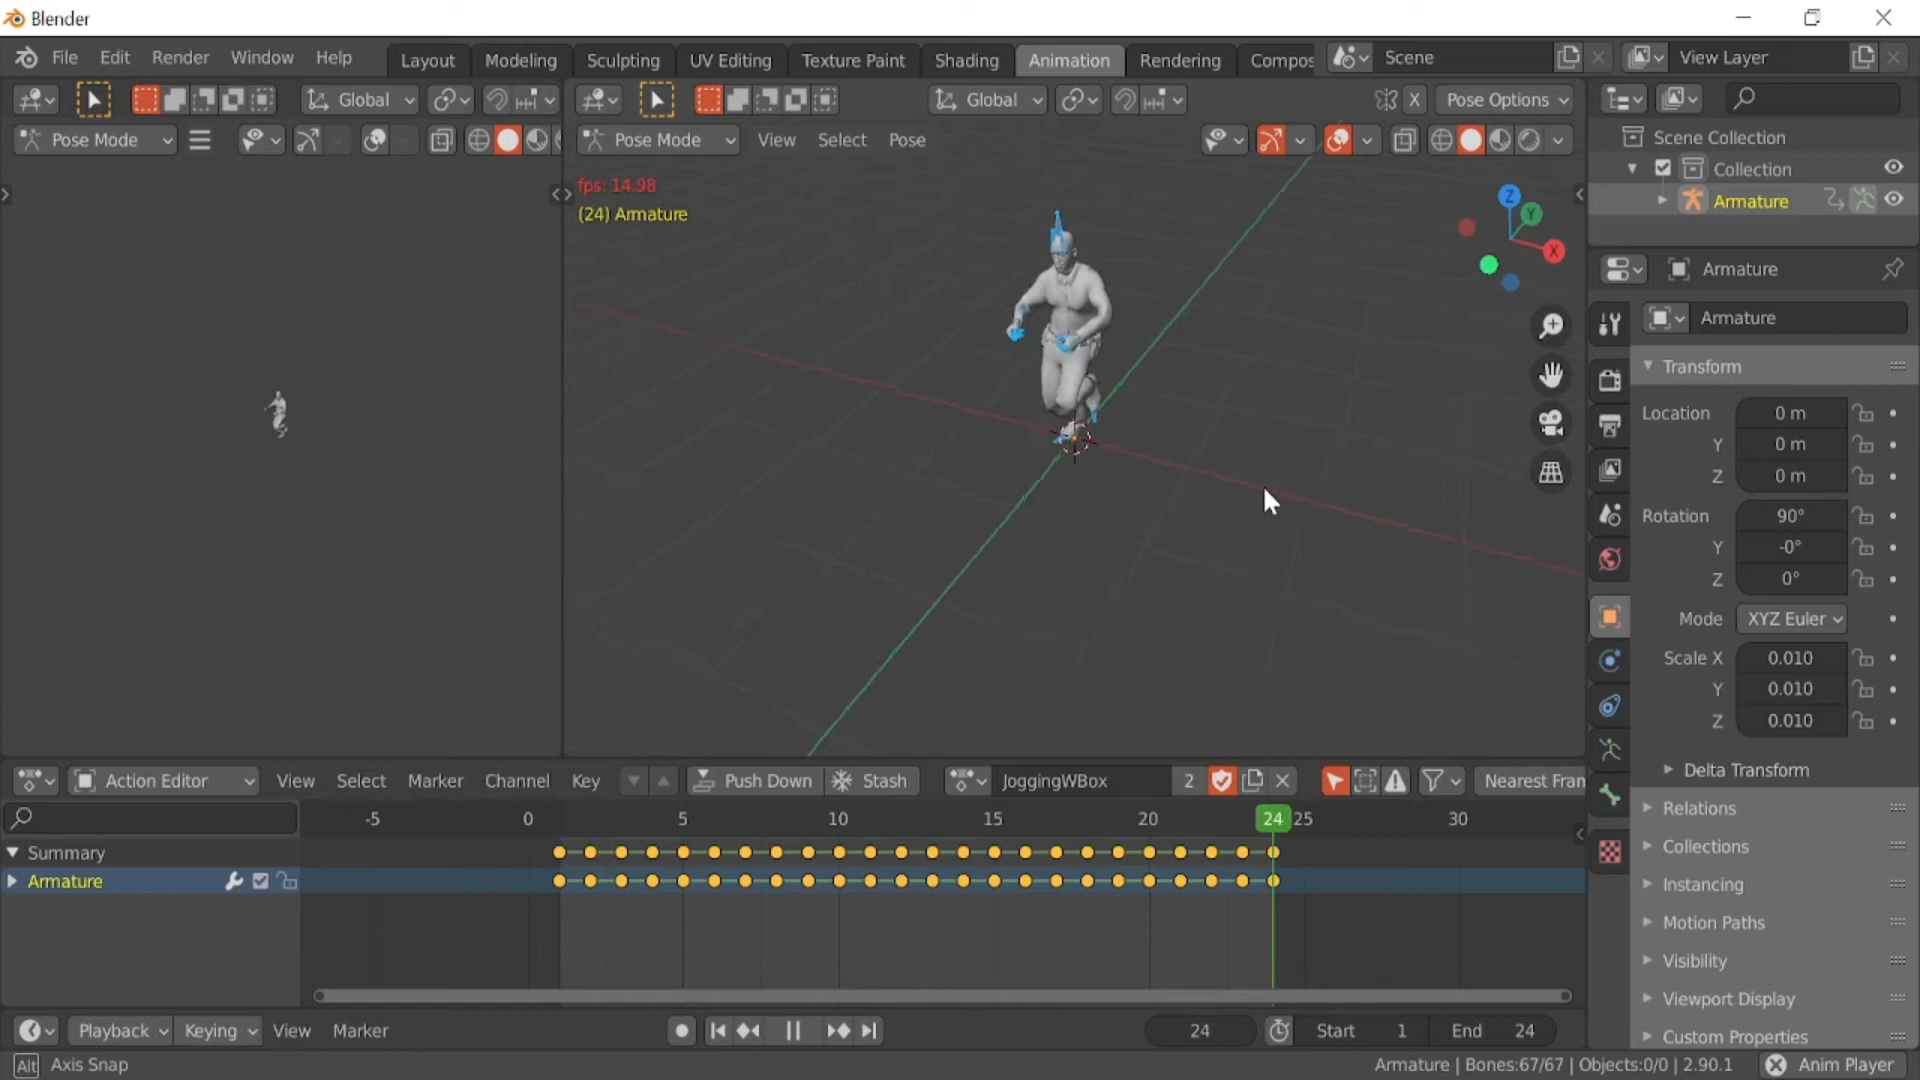 Blender
File Edit Render Window Help Layout Modeling Sculpting UV Editing Texture Paint Shading Animation Rendering Compos Scene View Layer
Global Global X Pose Options
Pose Mode Pose Mode View Select Pose
fps: 14.98
(24) Armature
Z
Y
X
Scene Collection
Collection
Armature
Armature
Armature
Transform
Location 0 m
Y 0 m
Z 0 m
Rotation 90°
Y -0°
Z 0°
Mode XYZ Euler
Scale X 0.010
Y 0.010
Z 0.010
Delta Transform
Relations
Collections
Instancing
Motion Paths
Visibility
Viewport Display
Custom Properties
Action Editor View Select Marker Channel Key Push Down Stash JoggingWBox 2 Nearest Fran
-5 0 5 10 15 20 24 25 30
Summary
Armature
Playback Keying View Marker 24 Start 1 End 24
Alt Axis Snap Armature | Bones:67/67 | Objects:0/0 | 2.90.1 Anim Player